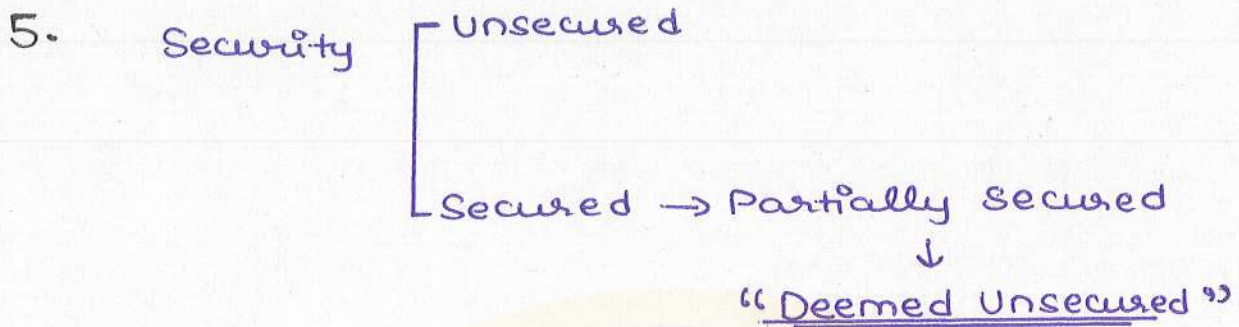 5. Security
Unsecured
Secured → Partially secured
↓
“Deemed Unsecured”